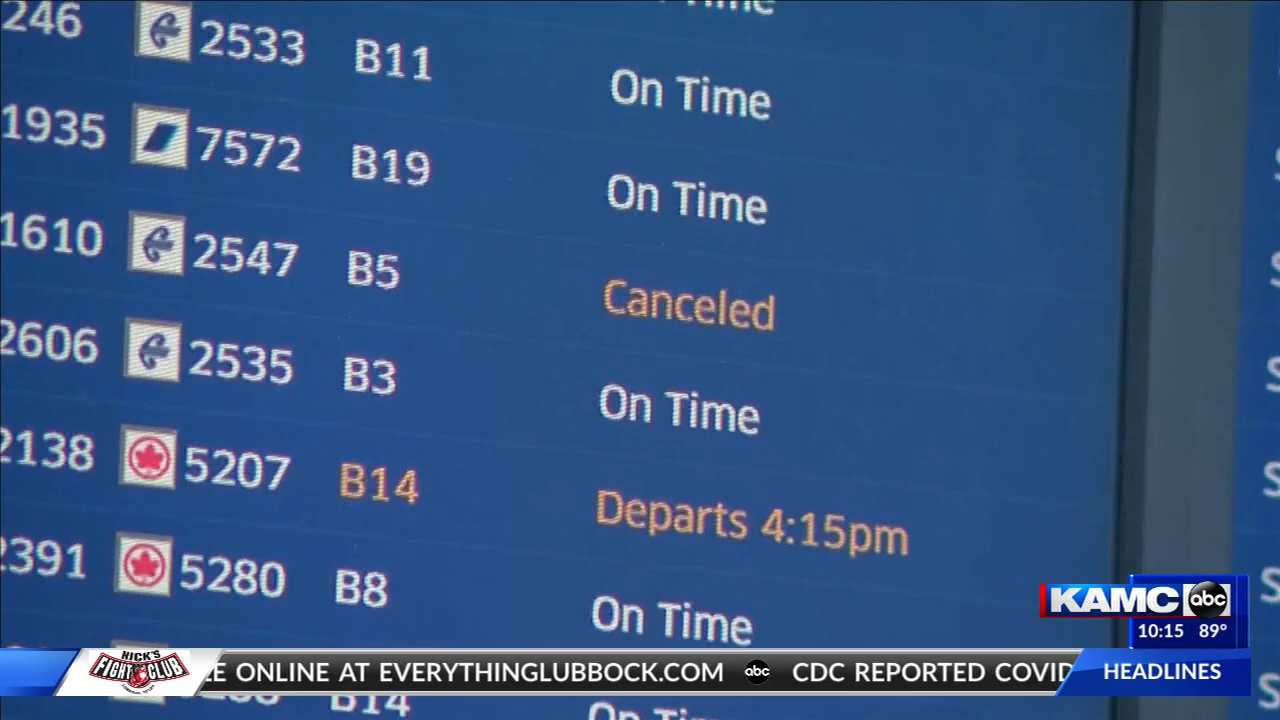 246 2533 B11 On Time
1935 7572 B19 On Time
1610 2547 B5 Canceled
2606 2535 B3 On Time
2138 5207 B14 Departs 4:15pm
2391 5280 B8 On Time
B14 On
KAMC abc
10:15 89°
NICK'S
FIGHT CLUB
E ONLINE AT EVERYTHINGLUBBOCK.COM abc CDC REPORTED COVID
HEADLINES